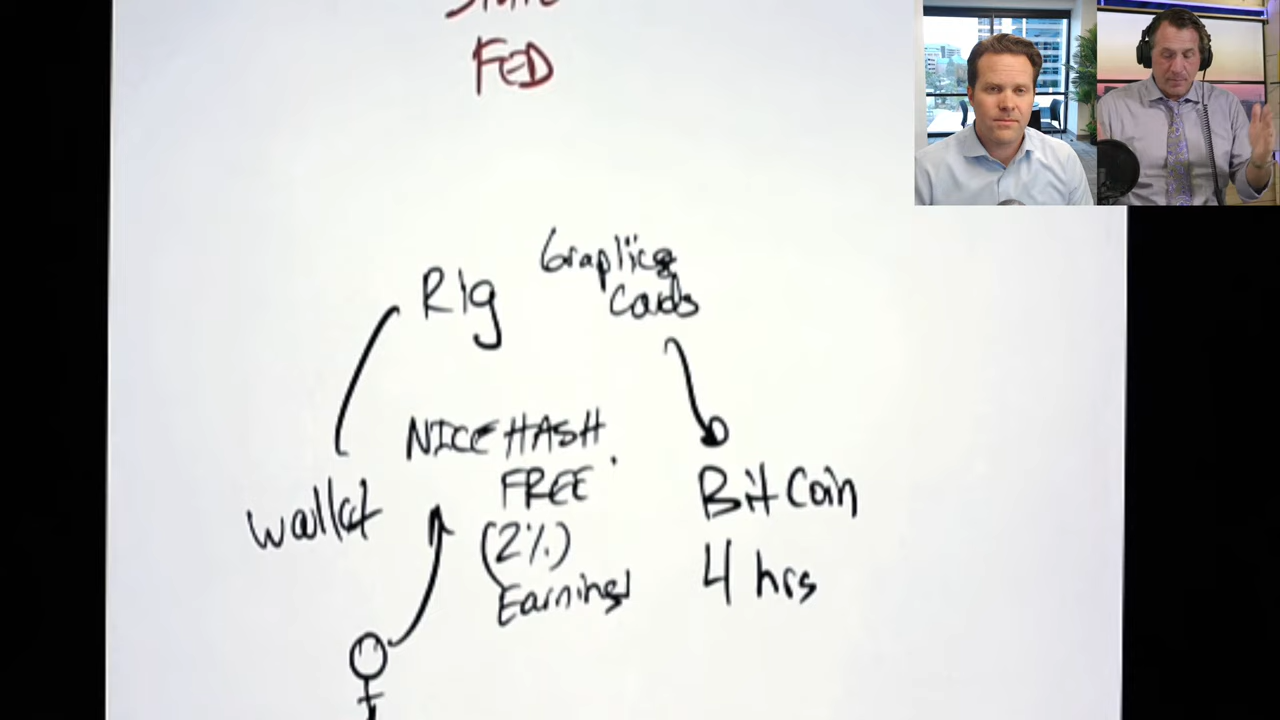 FED
Rig
Graphics
Cards
NICEHASH
FREE
(2%)
Earnings
wallet
BitCoin
4 hrs